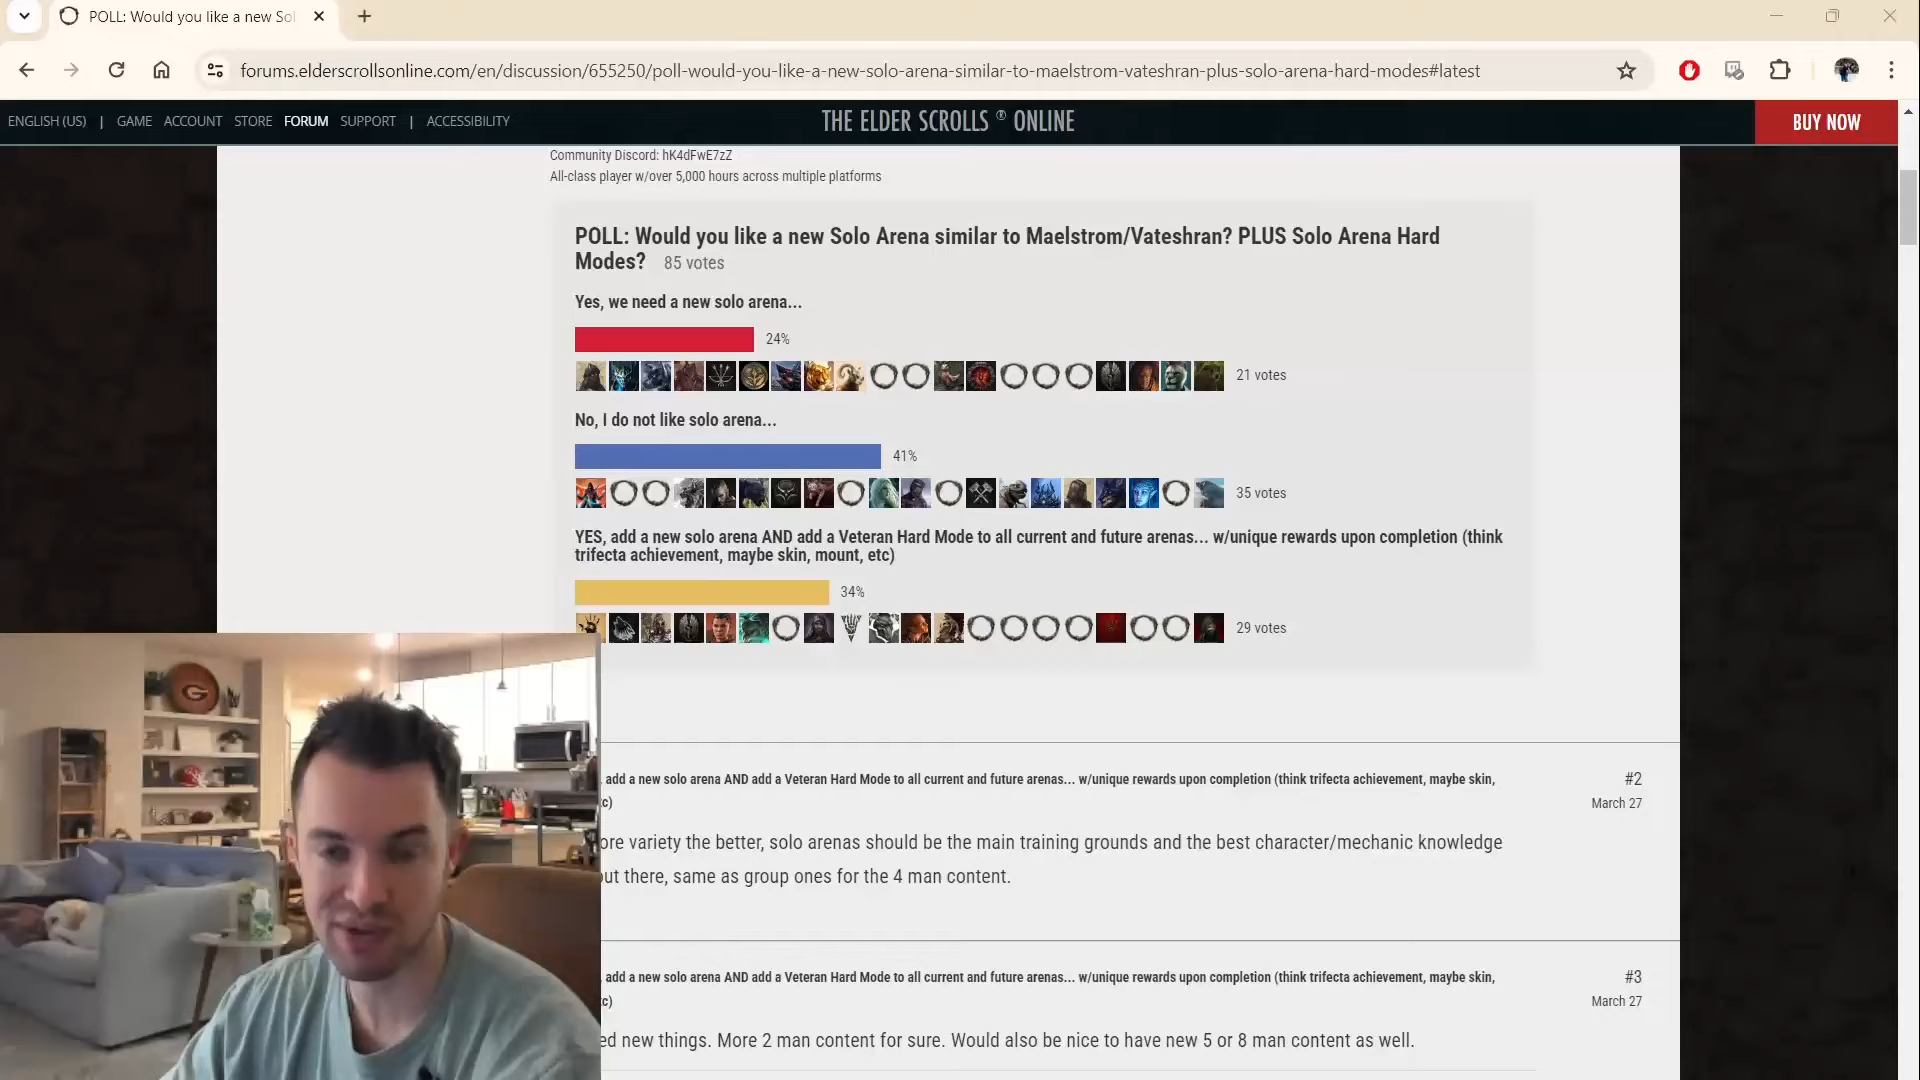 POLL: Would you like a new Sol
forums.elderscrollsonline.com/en/discussion/655250/poll-would-you-like-a-new-solo-arena-similar-to-maelstrom-vateshran-plus-solo-arena-hard-modes#latest
ENGLISH (US) | GAME ACCOUNT STORE FORUM SUPPORT | ACCESSIBILITY
THE ELDER SCROLLS ® ONLINE
BUY NOW
Community Discord: hK4dFwE7zZ
All-class player w/over 5,000 hours across multiple platforms
POLL: Would you like a new Solo Arena similar to Maelstrom/Vateshran? PLUS Solo Arena Hard
Modes? 85 votes
Yes, we need a new solo arena...
24%
21 votes
No, I do not like solo arena...
41%
35 votes
YES, add a new solo arena AND add a Veteran Hard Mode to all current and future arenas... w/unique rewards upon completion (think
trifecta achievement, maybe skin, mount, etc)
34%
29 votes
add a new solo arena AND add a Veteran Hard Mode to all current and future arenas... w/unique rewards upon completion (think trifecta achievement, maybe skin,
#2
tc)
March 27
ore variety the better, solo arenas should be the main training grounds and the best character/mechanic knowledge
out there, same as group ones for the 4 man content.
add a new solo arena AND add a Veteran Hard Mode to all current and future arenas... w/unique rewards upon completion (think trifecta achievement, maybe skin,
#3
tc)
March 27
ed new things. More 2 man content for sure. Would also be nice to have new 5 or 8 man content as well.
G